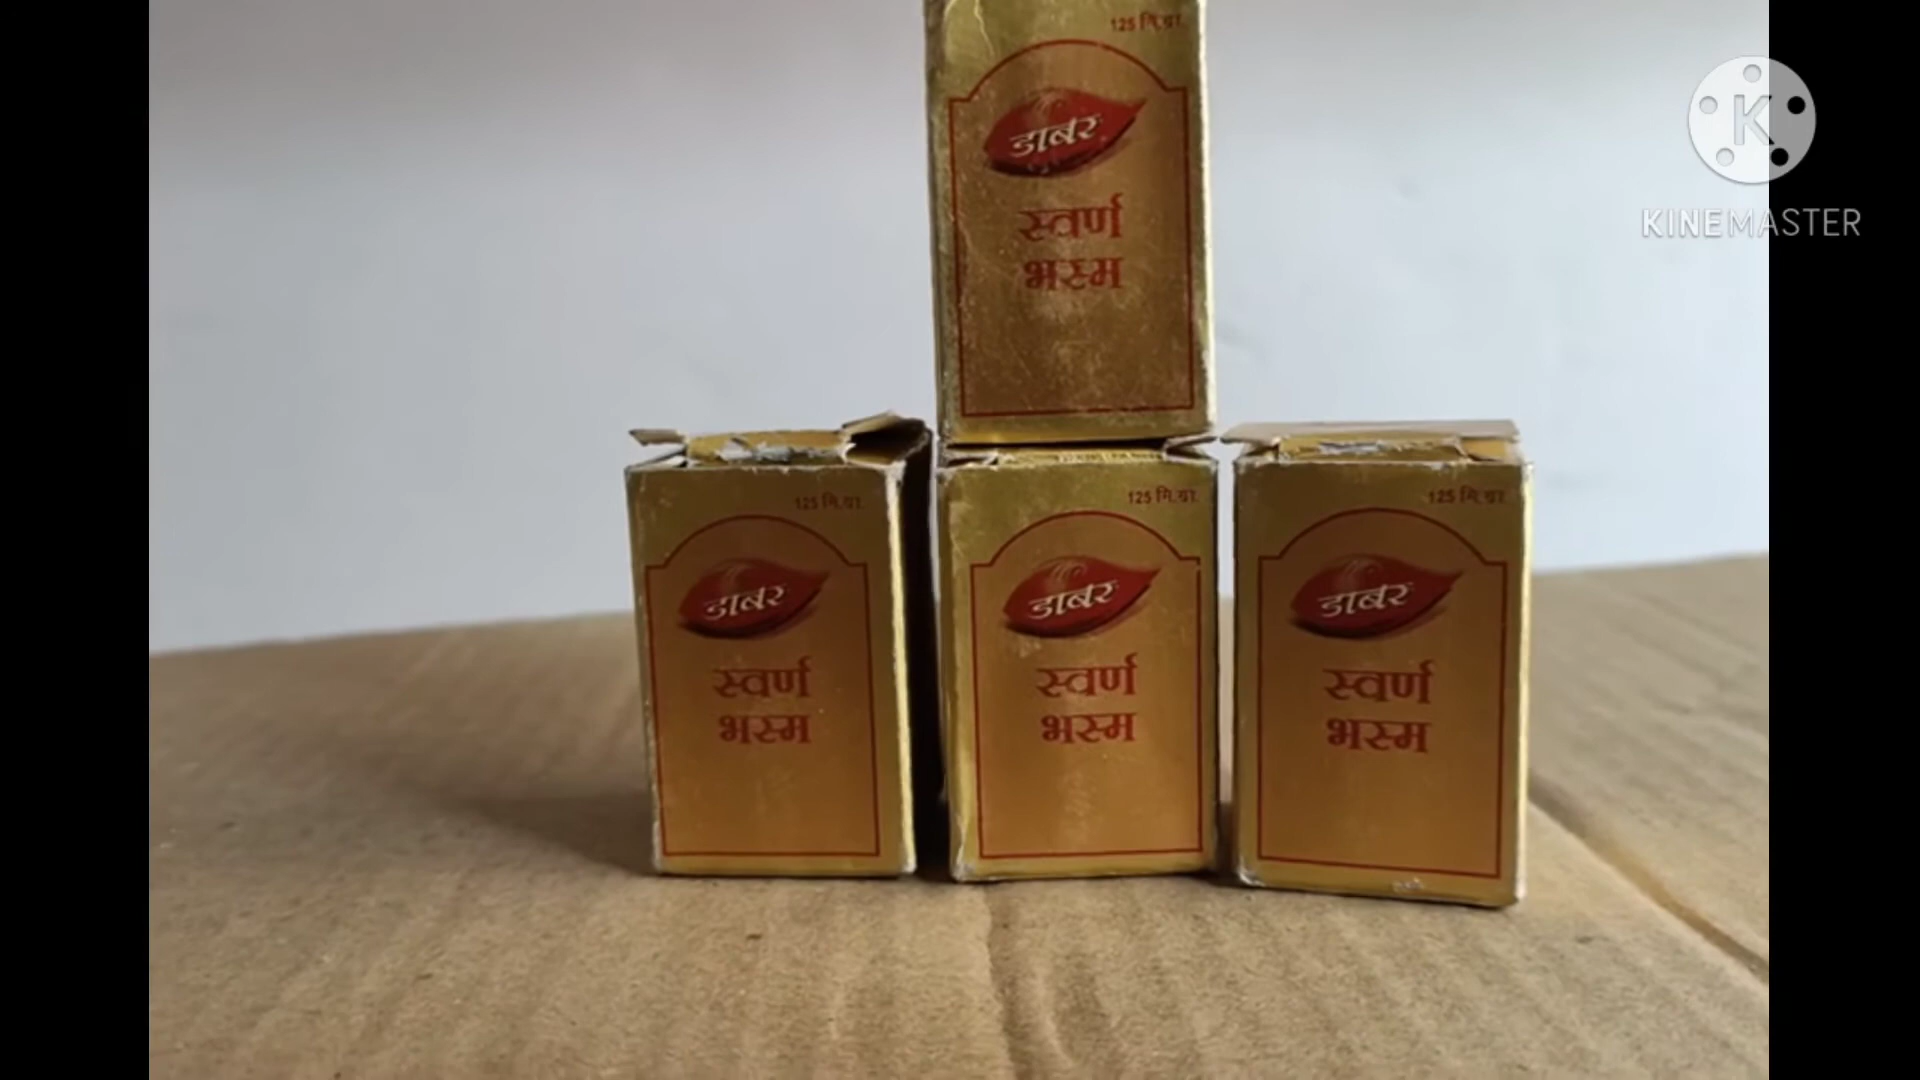 125 मि.ग्रा.
डाबर
स्वर्ण
भस्म
KINEMASTER
125 मि.ग्रा.
डाबर
स्वर्ण
भस्म
125 मि.ग्रा.
डाबर
स्वर्ण
भस्म
125 मि.ग्रा.
डाबर
स्वर्ण
भस्म